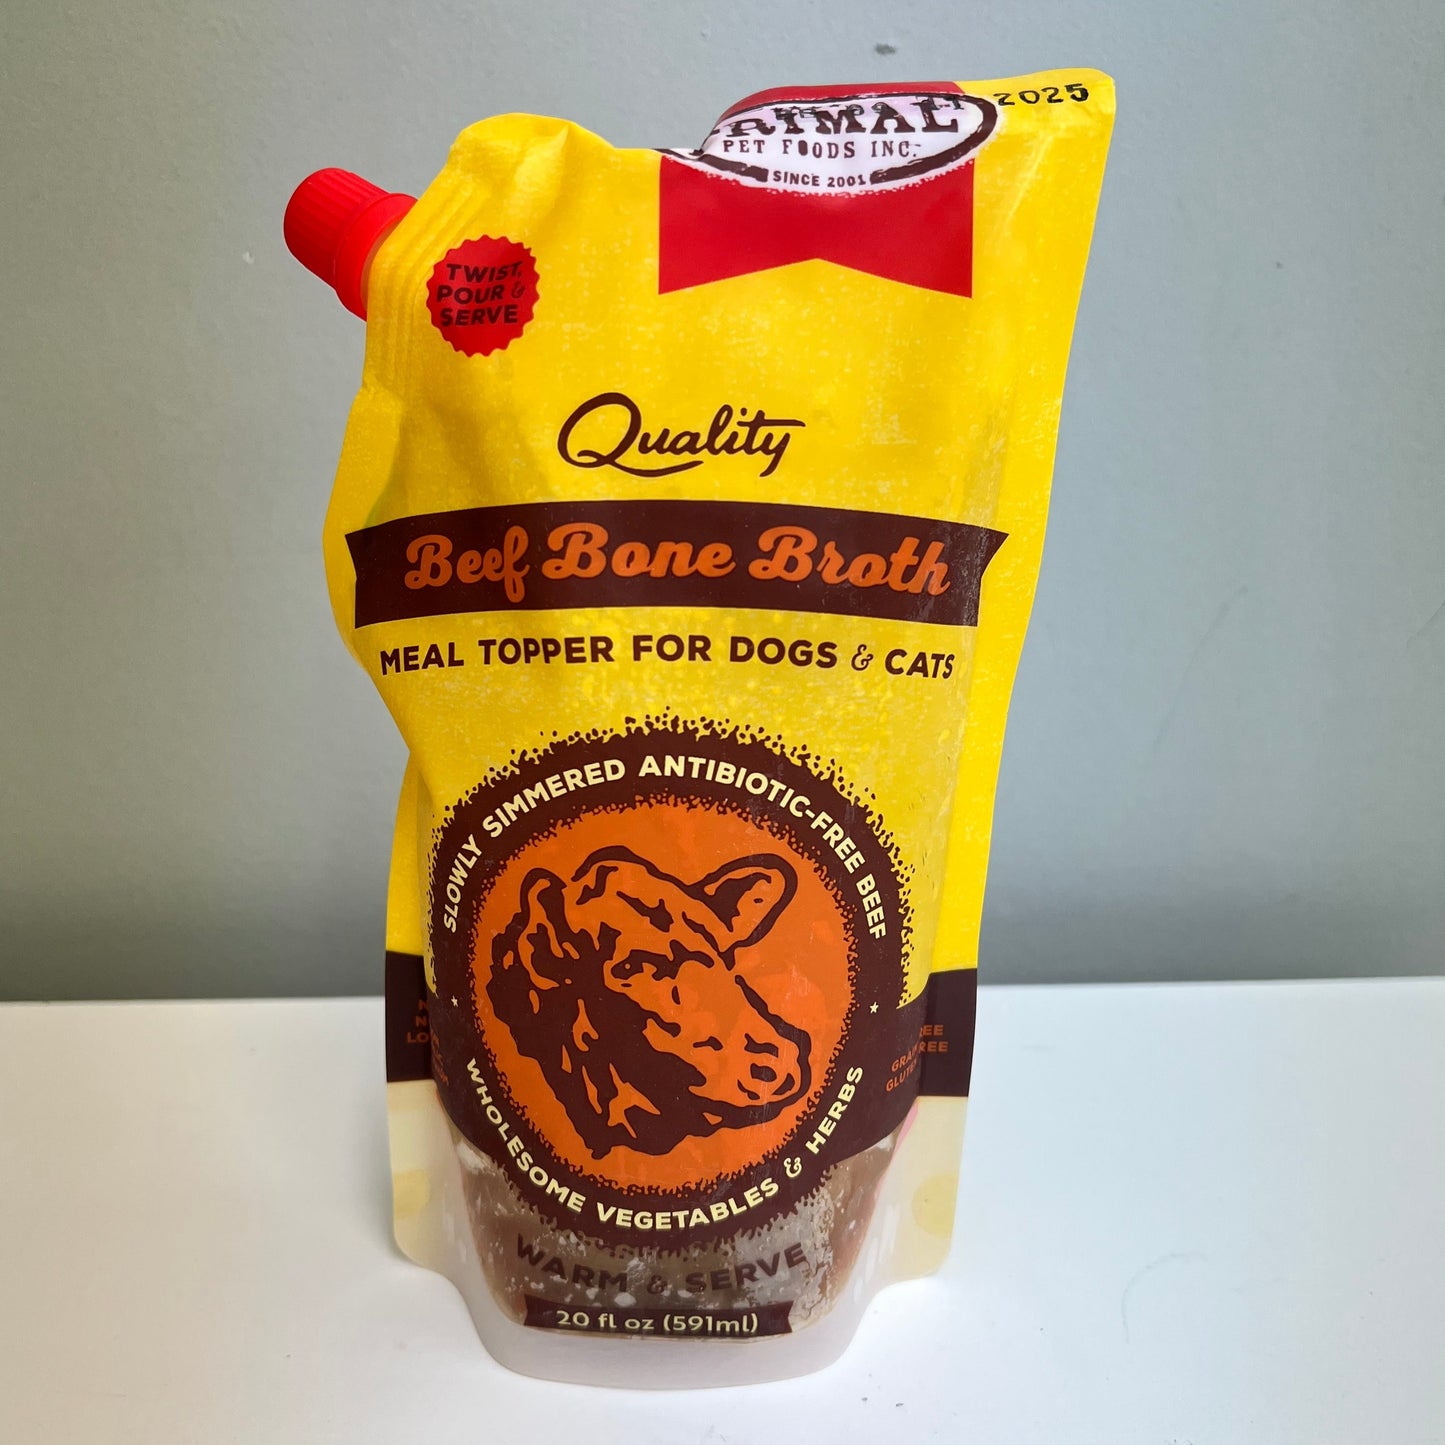 2025
PET FOODS INC.
SINCE 2001
TWIST,
POUR &
SERVE
Quality
Beef Bone Broth
MEAL TOPPER FOR DOGS & CATS
SLOWLY SIMMERED ANTIBIOTIC-FREE BEEF
WHOLESOME VEGETABLES & HERBS
WARM & SERVE
20 fl oz (591ml)